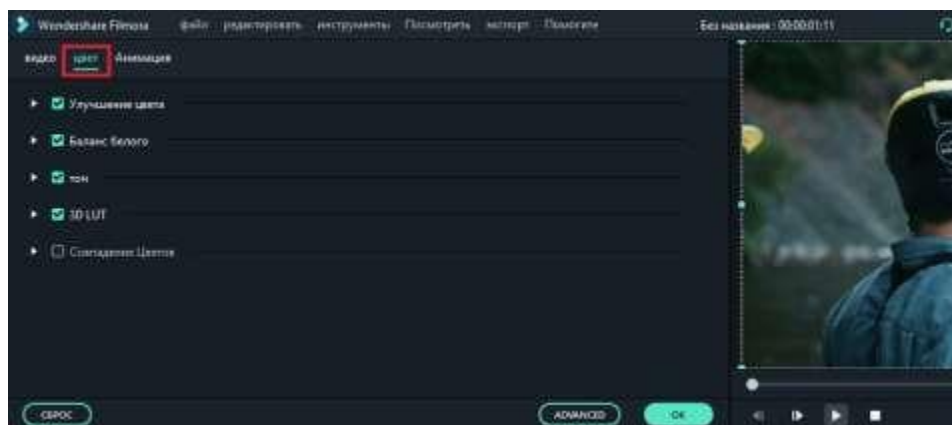 Wondershare Filmora файл редактировать инструменты Посмотреть экспорт Помогите Без названия : 00:00:01:11
видео цвет Анимация
Улучшение цвета
Баланс белого
тон
3D LUT
Совпадение Цветов
СБРОС ADVANCED OK